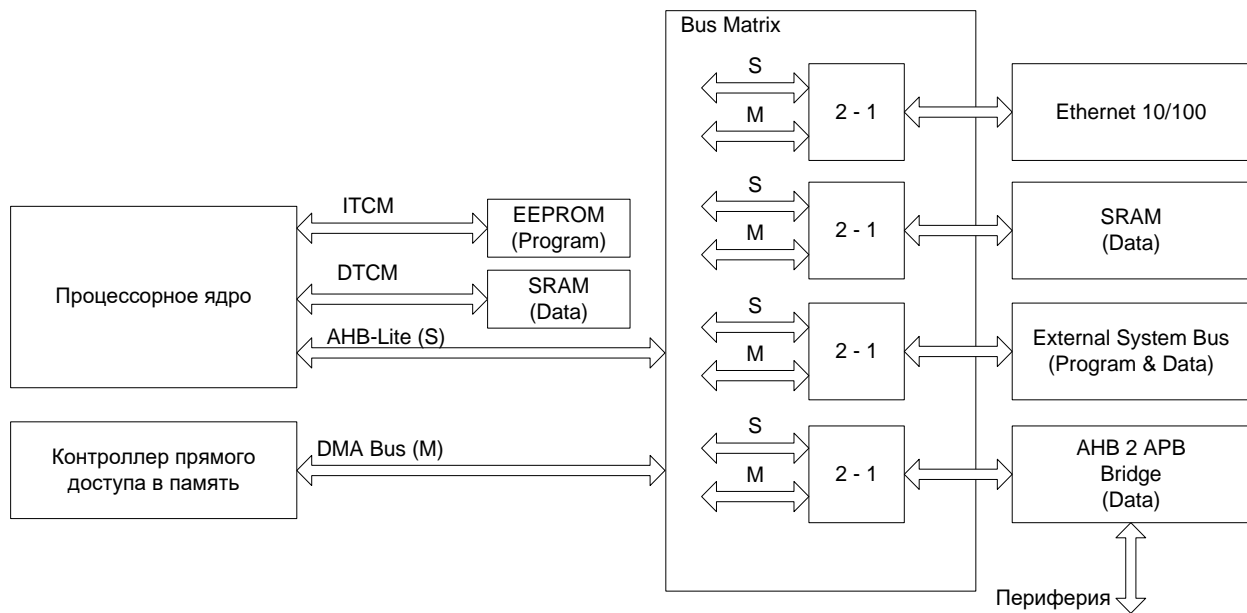 Bus Matrix
S
M
2 - 1
Ethernet 10/100
S
M
2 - 1
SRAM
(Data)
Процессорное ядро
ITCM
EEPROM
(Program)
DTCM
SRAM
(Data)
AHB-Lite (S)
S
M
2 - 1
External System Bus
(Program & Data)
Контроллер прямого
доступа в память
DMA Bus (M)
S
M
2 - 1
AHB 2 APB
Bridge
(Data)
Периферия